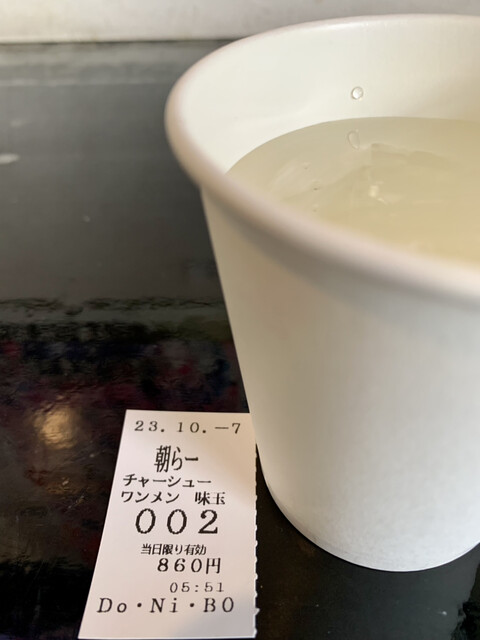 23.10.-7
朝らー
チャーシュー
ワンメン 味玉
002
当日限り有効
860円
05:51
Do・Ni・BO